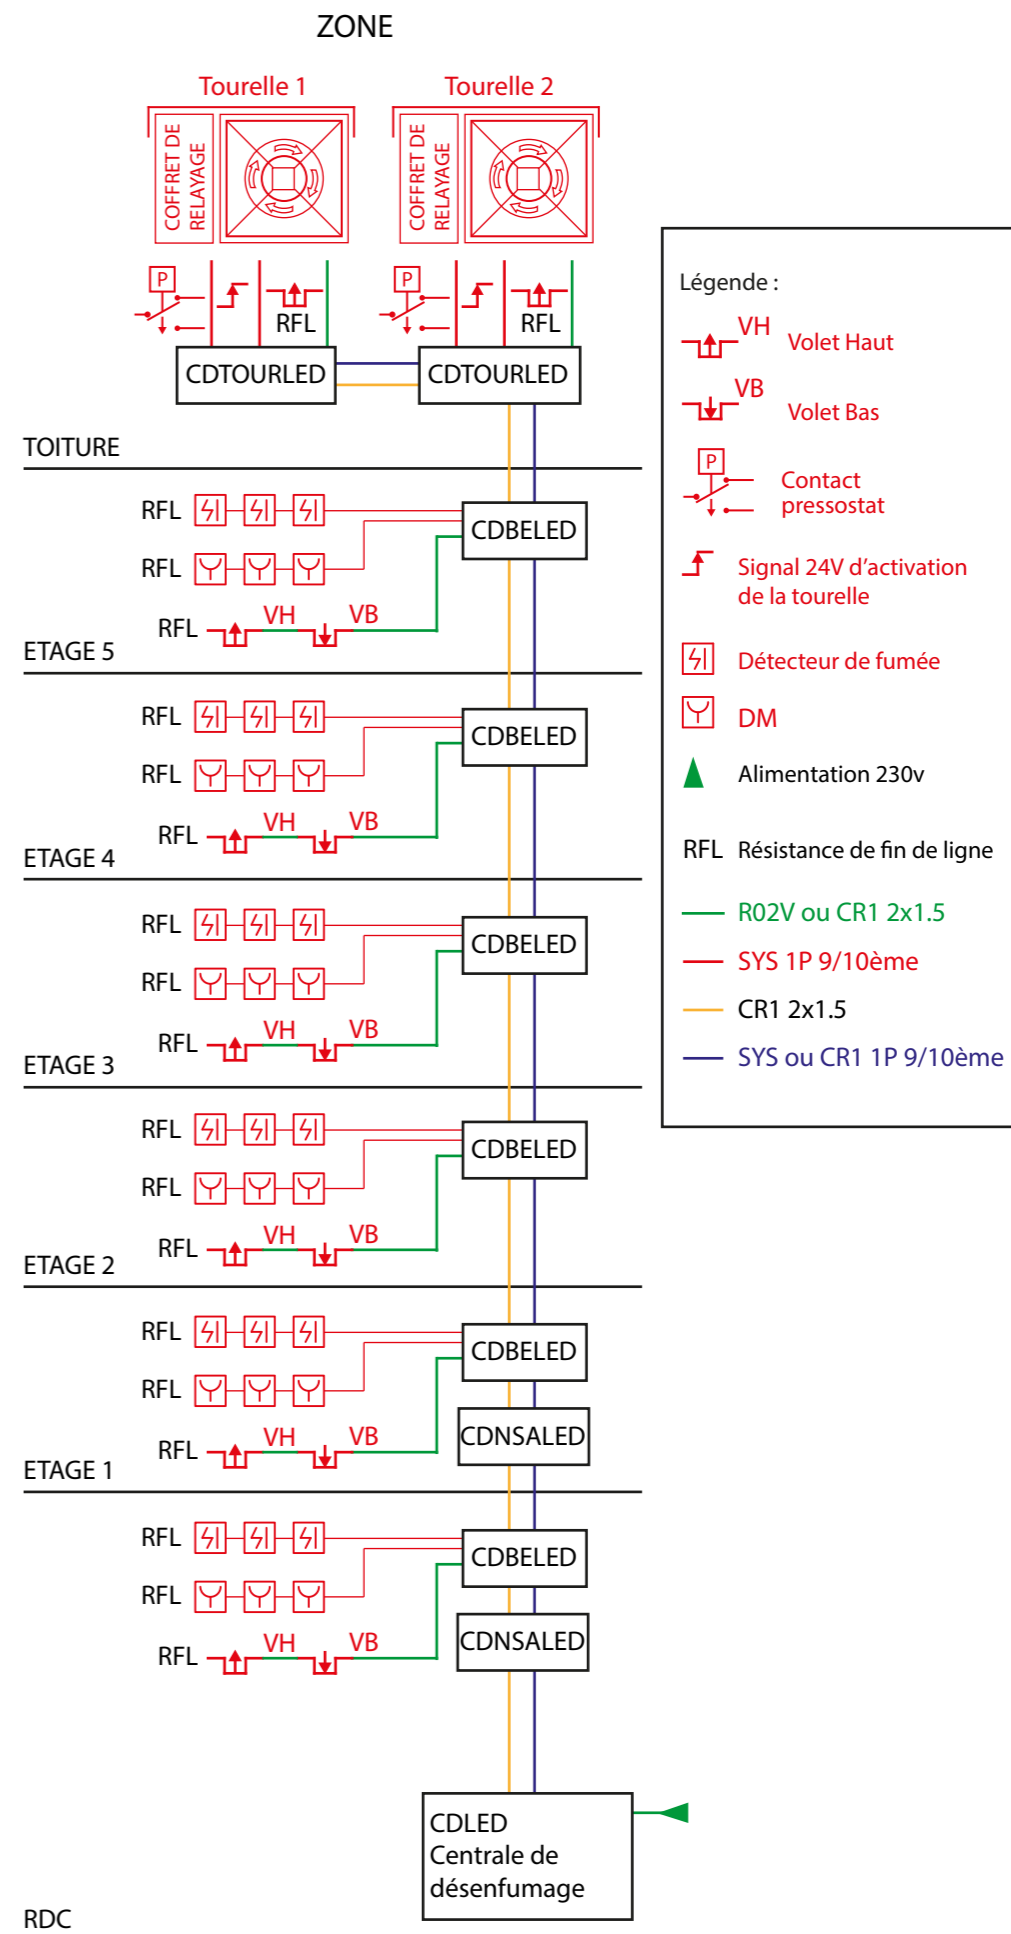 ZONE
Tourelle 1
Tourelle 2
COFFRET DE
RELAYAGE
COFFRET DE
RELAYAGE
P
RFL
P
RFL
CDTOURLED
CDTOURLED
TOITURE
RFL
CDBELED
RFL
RFL VH VB
ETAGE 5
RFL
CDBELED
RFL
RFL VH VB
ETAGE 4
RFL
CDBELED
RFL
RFL VH VB
ETAGE 3
RFL
CDBELED
RFL
RFL VH VB
ETAGE 2
RFL
CDBELED
RFL
CDNSALED
RFL VH VB
ETAGE 1
RFL
CDBELED
RFL
CDNSALED
RFL VH VB
CDLED
Centrale de
désenfumage
RDC
Légende :
VH Volet Haut
VB Volet Bas
P
Contact
pressostat
Signal 24V d'activation
de la tourelle
Détecteur de fumée
DM
Alimentation 230v
RFL Résistance de fin de ligne
R02V ou CR1 2x1.5
SYS 1P 9/10ème
CR1 2x1.5
SYS ou CR1 1P 9/10ème